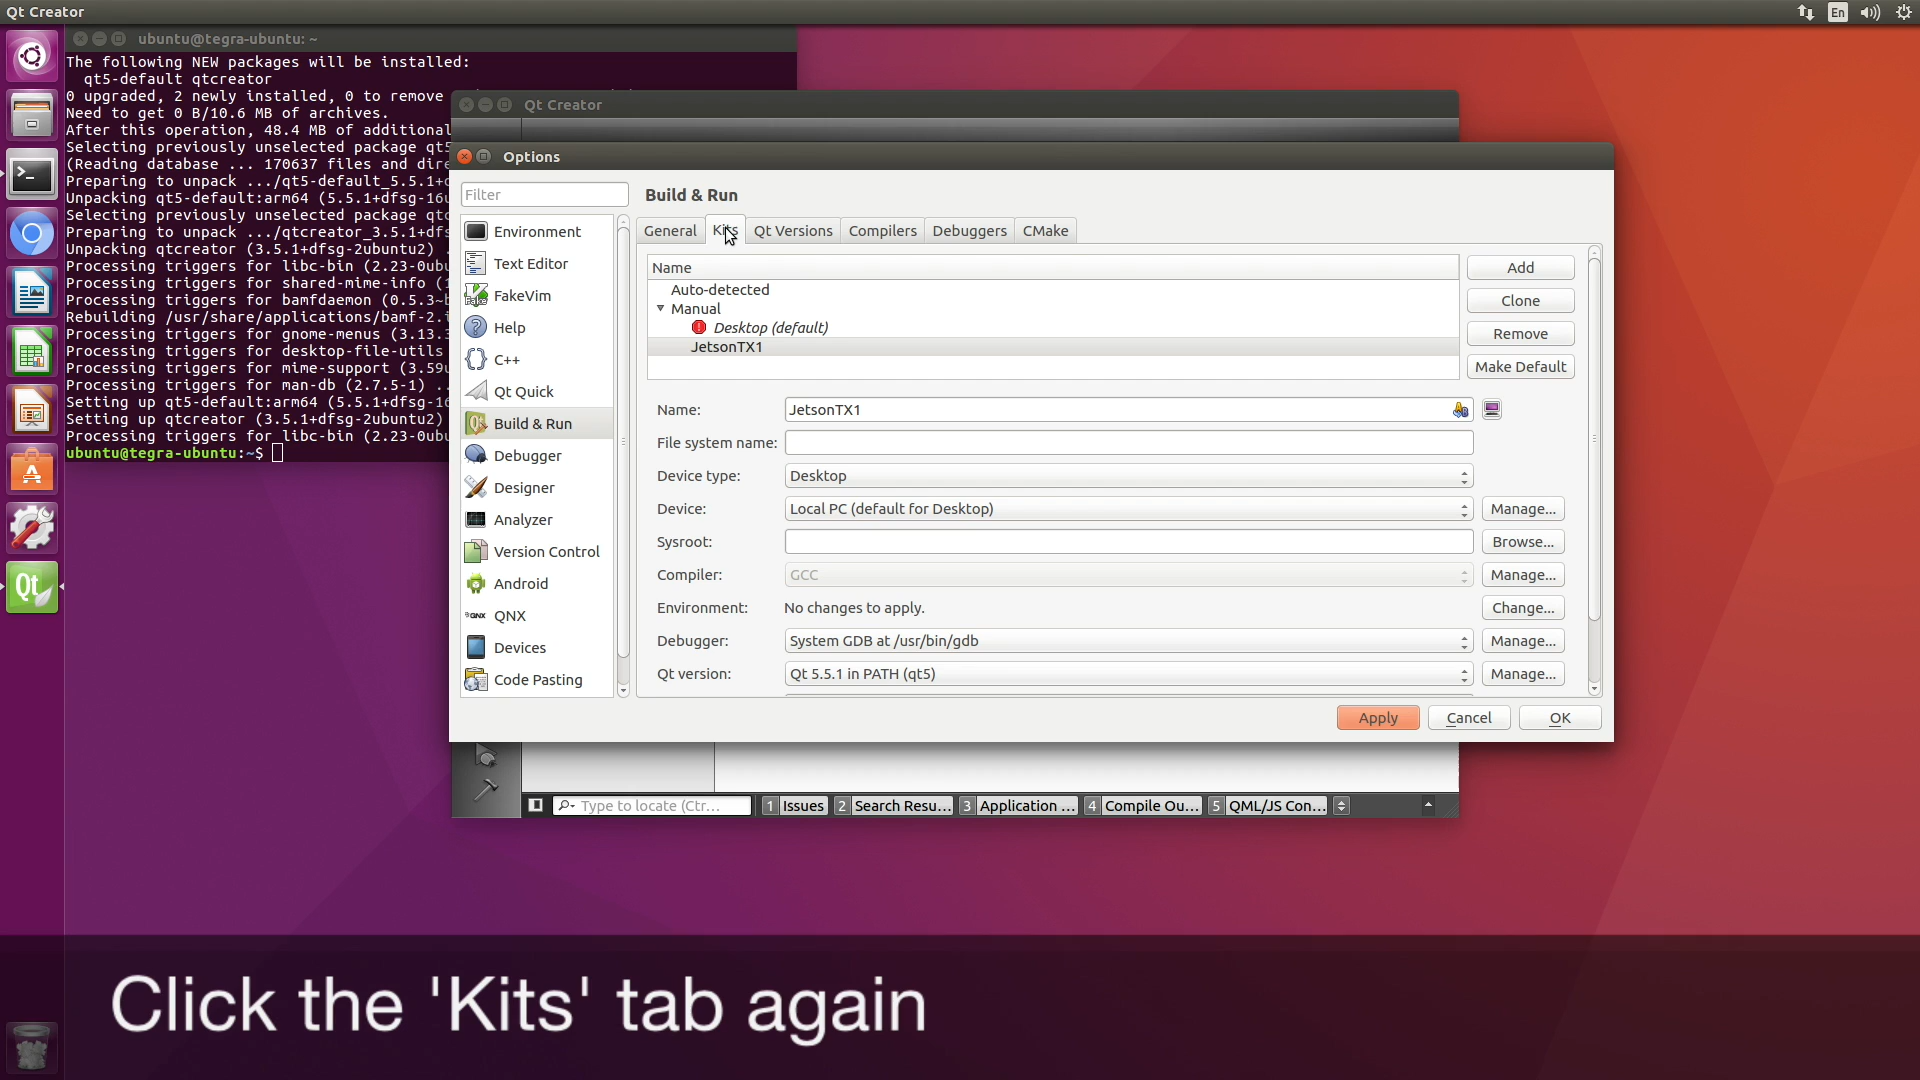 Qt Creator
En
ubuntu@tegra-ubuntu: ~
The following NEW packages will be installed:
qt5-default qtcreator
0 upgraded, 2 newly installed, 0 to remove
Need to get 0 B/10.6 MB of archives.
After this operation, 48.4 MB of additional
Selecting previously unselected package qt5
(Reading database ... 170637 files and dire
Preparing to unpack .../qt5-default_5.5.1+d
Unpacking qt5-default:arm64 (5.5.1+dfsg-16u
Selecting previously unselected package qtc
Preparing to unpack .../qtcreator_3.5.1+dfs
Unpacking qtcreator (3.5.1+dfsg-2ubuntu2) .
Processing triggers for libc-bin (2.23-0ubu
Processing triggers for shared-mime-info (1
Processing triggers for bamfdaemon (0.5.3~b
Rebuilding /usr/share/applications/bamf-2.i
Processing triggers for gnome-menus (3.13.3
Processing triggers for desktop-file-utils
Processing triggers for mime-support (3.59u
Processing triggers for man-db (2.7.5-1) ..
Setting up qt5-default:arm64 (5.5.1+dfsg-16
Setting up qtcreator (3.5.1+dfsg-2ubuntu2)
Processing triggers for libc-bin (2.23-0ubu
ubuntu@tegra-ubuntu:~$
Qt Creator
Options
Filter
Environment
Text Editor
FakeVim
Help
C++
Qt Quick
Build & Run
Debugger
Designer
Analyzer
Version Control
Android
QNX
Devices
Code Pasting
Build & Run
General Kits Qt Versions Compilers Debuggers CMake
Name
Auto-detected
Manual
Desktop (default)
JetsonTX1
Add
Clone
Remove
Make Default
Name: JetsonTX1
File system name:
Device type: Desktop
Device: Local PC (default for Desktop) Manage...
Sysroot: Browse...
Compiler: GCC Manage...
Environment: No changes to apply. Change...
Debugger: System GDB at /usr/bin/gdb Manage...
Qt version: Qt 5.5.1 in PATH (qt5) Manage...
Apply Cancel OK
Type to locate (Ctr... 1 Issues 2 Search Resu... 3 Application ... 4 Compile Ou... 5 QML/JS Con...
Click the 'Kits' tab again